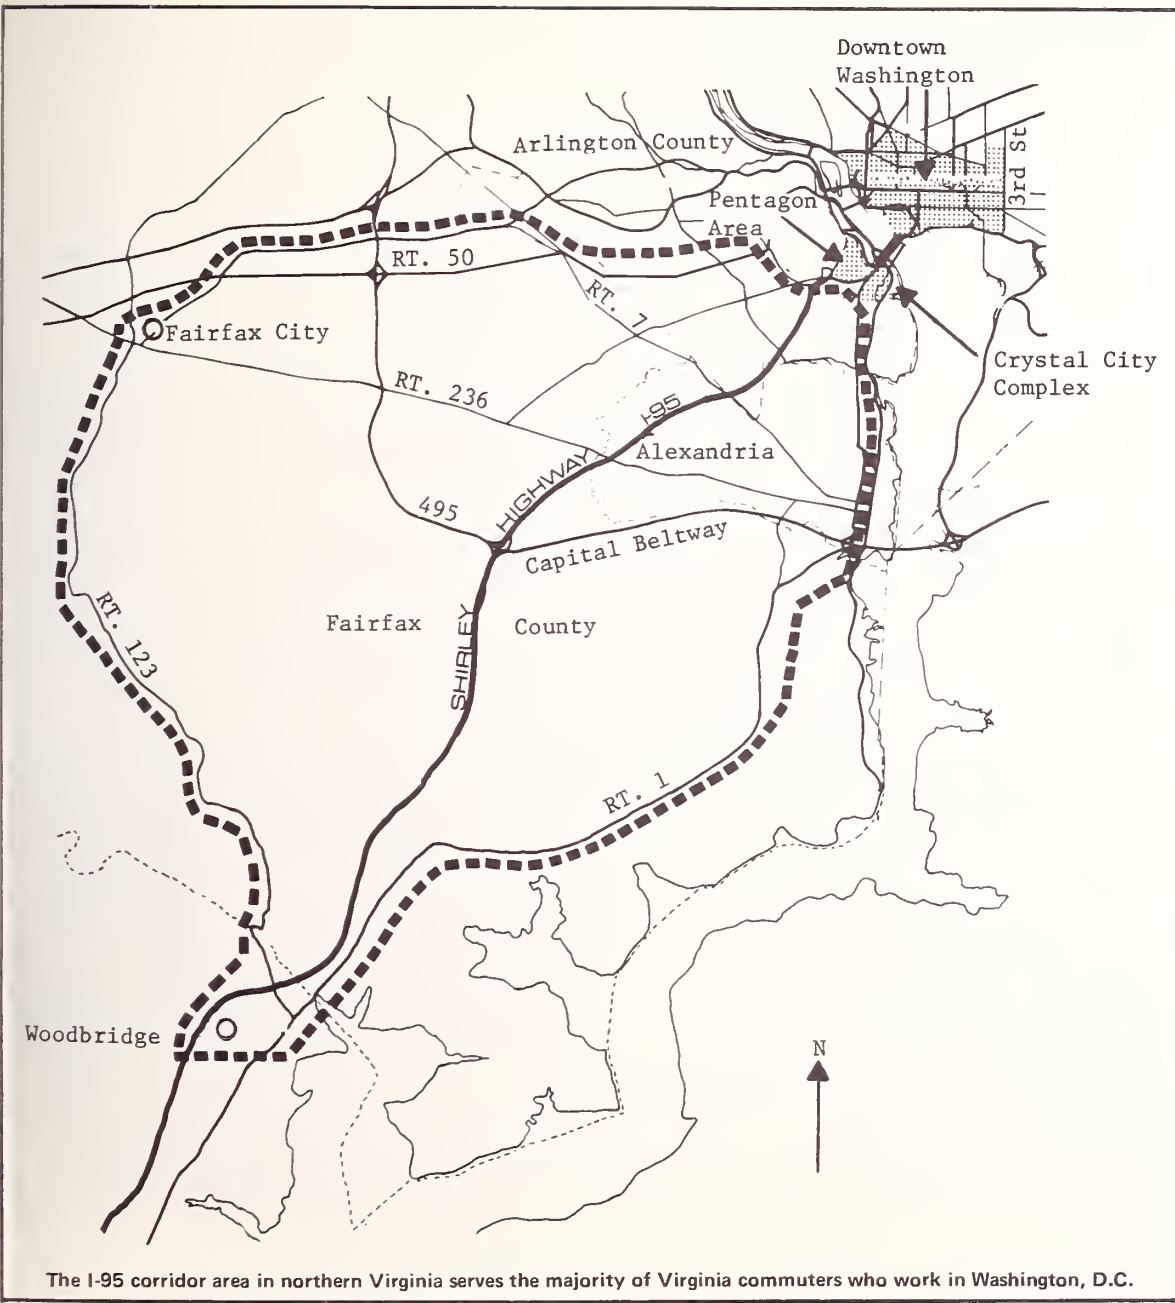 Downtown
Washington
Arlington County
3rd St
Pentagon
Area
RT. 50
RT. 7
Fairfax City
Crystal City
Complex
RT. 236
I-95
Alexandria
HIGHWAY
495
Capital Beltway
RT. 123
Fairfax County
SHIRLEY
RT. 1
Woodbridge
N
The I-95 corridor area in northern Virginia serves the majority of Virginia commuters who work in Washington, D.C.